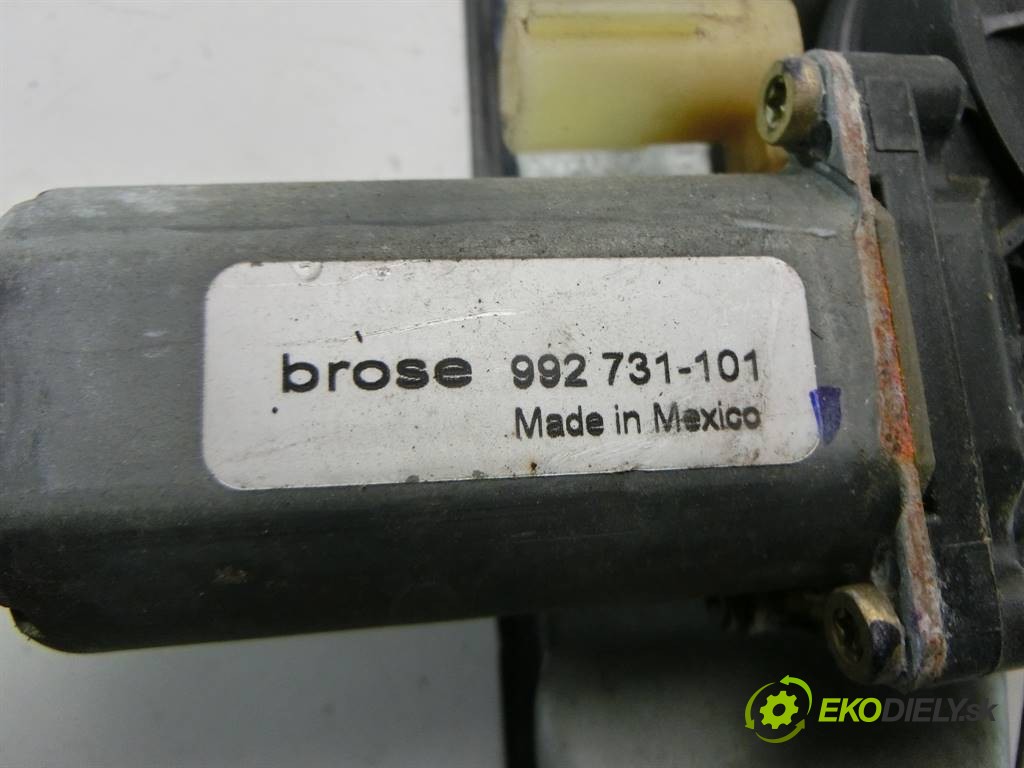 brose 992 731-101
Made in Mexico
EKODIELY.sk